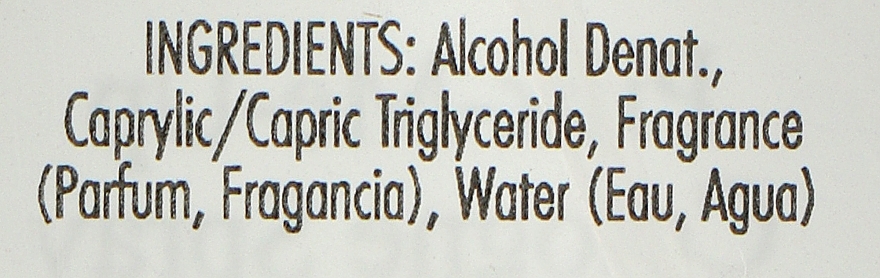 INGREDIENTS: Alcohol Denat.,
Caprylic/Capric Triglyceride, Fragrance
(Parfum, Fragancia), Water (Eau, Agua)